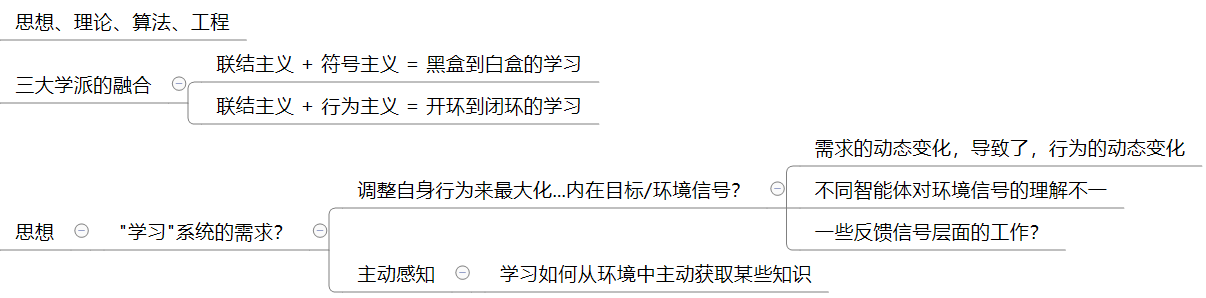 思想、理论、算法、工程
三大学派的融合
联结主义 + 符号主义 = 黑盒到白盒的学习
联结主义 + 行为主义 = 开环到闭环的学习
思想
"学习"系统的需求？
调整自身行为来最大化...内在目标/环境信号？
需求的动态变化，导致了，行为的动态变化
不同智能体对环境信号的理解不一
一些反馈信号层面的工作？
主动感知
学习如何从环境中主动获取某些知识